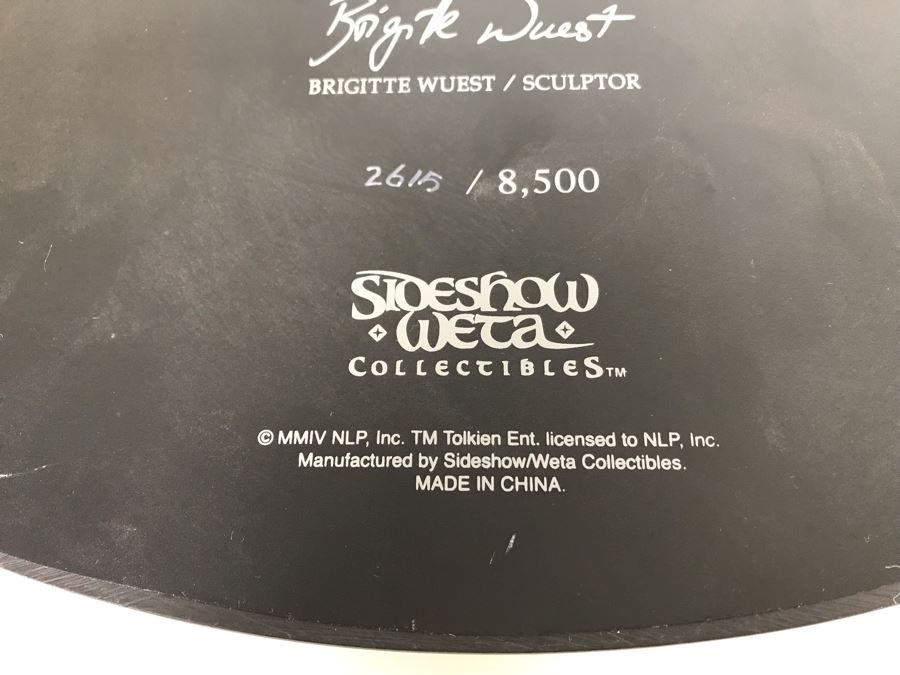 Brigitte Wuest
BRIGITTE WUEST / SCULPTOR
2615 / 8,500
SIDESHOW
WETA
COLLECTIBLES™
© MMIV NLP, Inc. TM Tolkien Ent. licensed to NLP, Inc.
Manufactured by Sideshow/Weta Collectibles.
MADE IN CHINA.